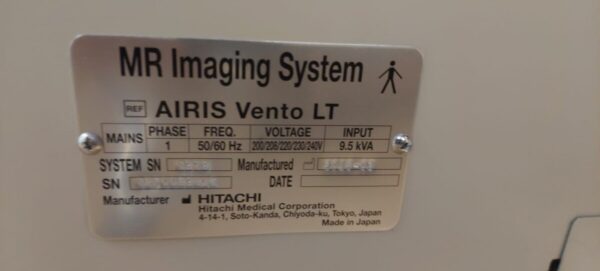 MR Imaging System
REF AIRIS Vento LT
MAINS PHASE FREQ. VOLTAGE INPUT
1 50/60 Hz 200/208/220/230/240V 9.5 kVA
SYSTEM SN Manufactured
SN DATE
Manufacturer HITACHI
Hitachi Medical Corporation
4-14-1, Soto-Kanda, Chiyoda-ku, Tokyo, Japan
Made in Japan